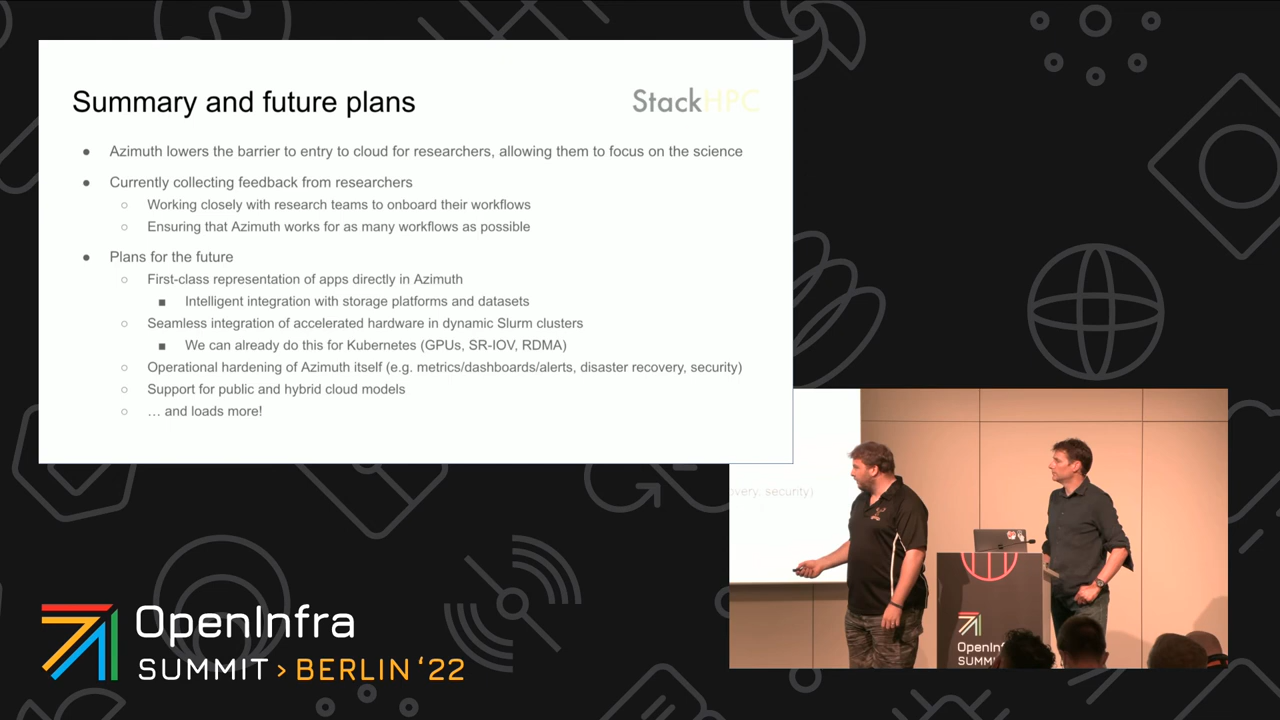 Summary and future plans
StackHPC
● Azimuth lowers the barrier to entry to cloud for researchers, allowing them to focus on the science
● Currently collecting feedback from researchers
○ Working closely with research teams to onboard their workflows
○ Ensuring that Azimuth works for as many workflows as possible
● Plans for the future
○ First-class representation of apps directly in Azimuth
■ Intelligent integration with storage platforms and datasets
○ Seamless integration of accelerated hardware in dynamic Slurm clusters
■ We can already do this for Kubernetes (GPUs, SR-IOV, RDMA)
○ Operational hardening of Azimuth itself (e.g. metrics/dashboards/alerts, disaster recovery, security)
○ Support for public and hybrid cloud models
○ … and loads more!
overy, security)
OpenInfra
SUMMIT > BERLIN ‘22
OpenInfra
SUMMI